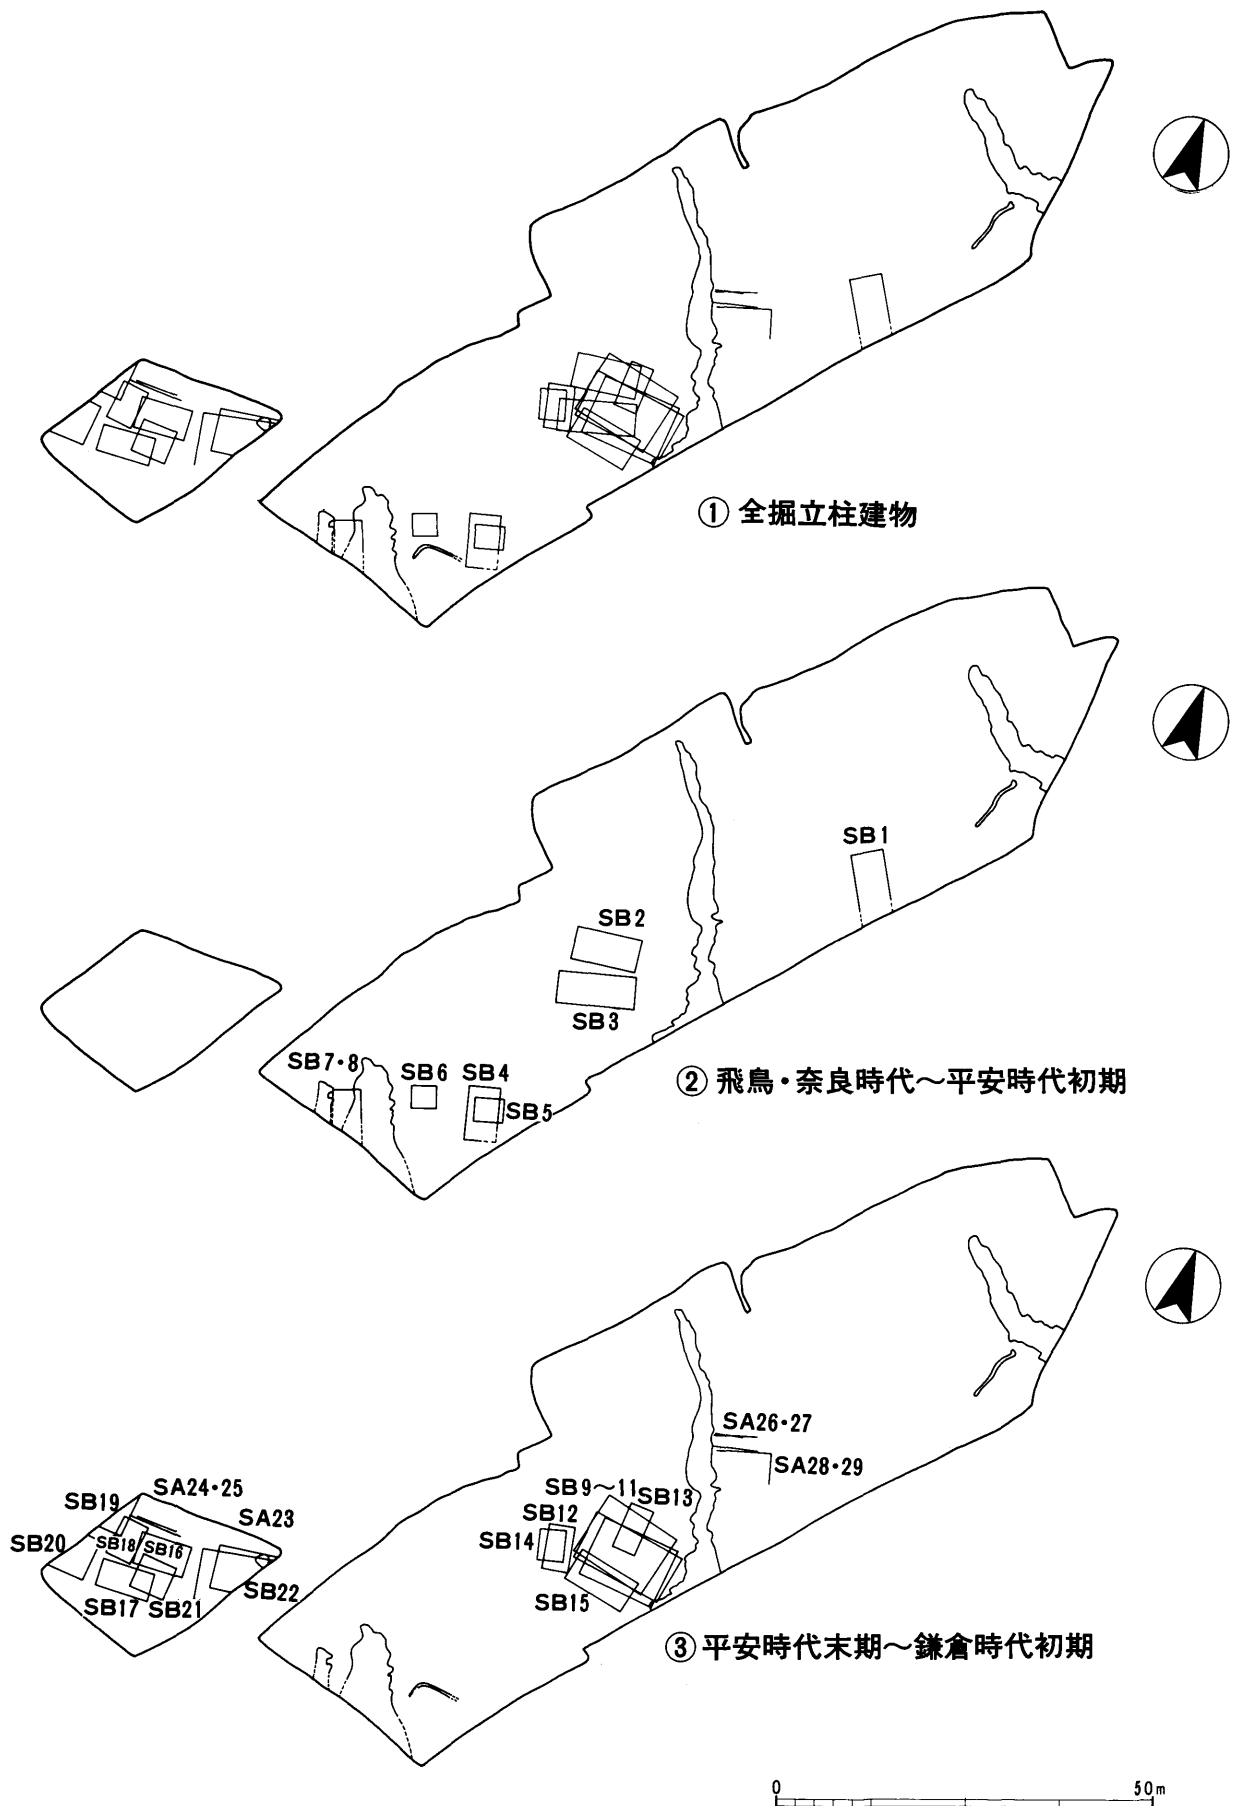 ① 全掘立柱建物
SB1
SB2
SB3
SB7・8
SB6
SB4
SB5
② 飛鳥・奈良時代〜平安時代初期
SA26・27
SA28・29
SA24・25
SB19
SA23
SB9〜11
SB13
SB12
SB14
SB20
SB18
SB16
SB22
SB17
SB21
SB15
③ 平安時代末期〜鎌倉時代初期
0 50m